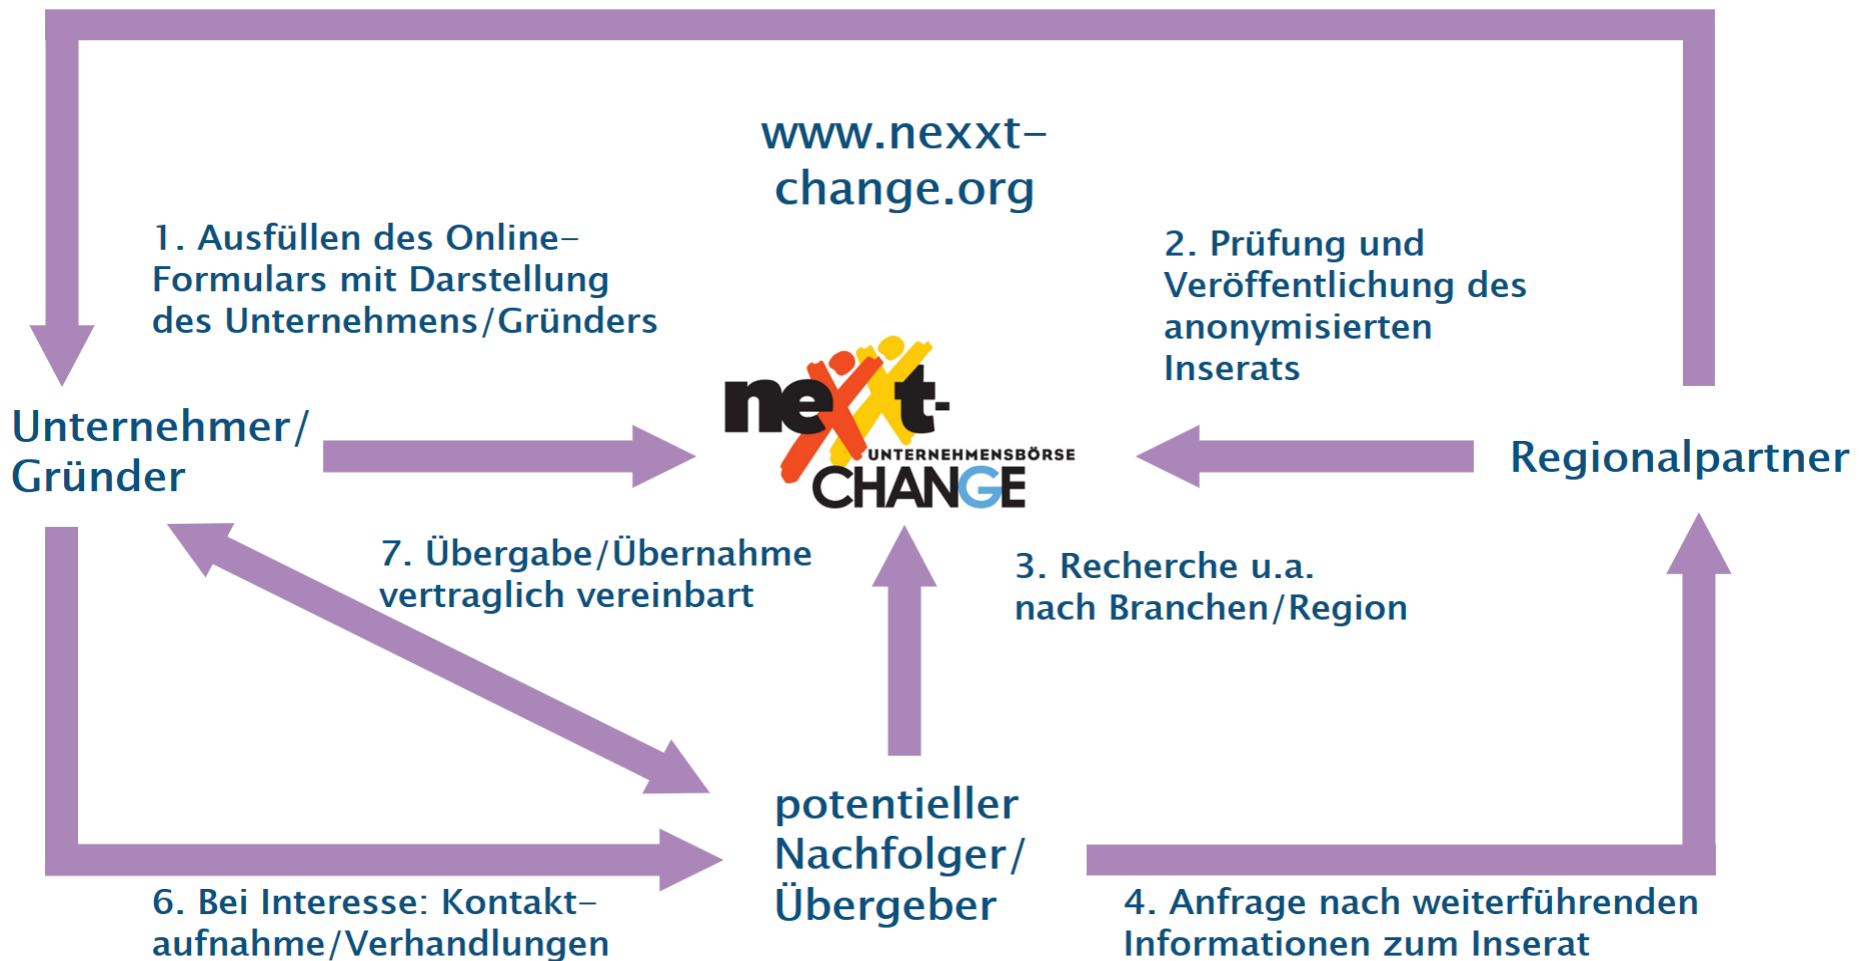 www.nexxt-
change.org
1. Ausfüllen des Online-
Formulars mit Darstellung
des Unternehmens/Gründers
2. Prüfung und
Veröffentlichung des
anonymisierten
Inserats
Unternehmer/
Gründer
nexxt-
UNTERNEHMENSBÖRSE
CHANGE
Regionalpartner
7. Übergabe/Übernahme
vertraglich vereinbart
3. Recherche u.a.
nach Branchen/Region
potentieller
Nachfolger/
Übergeber
6. Bei Interesse: Kontakt-
aufnahme/Verhandlungen
4. Anfrage nach weiterführenden
Informationen zum Inserat